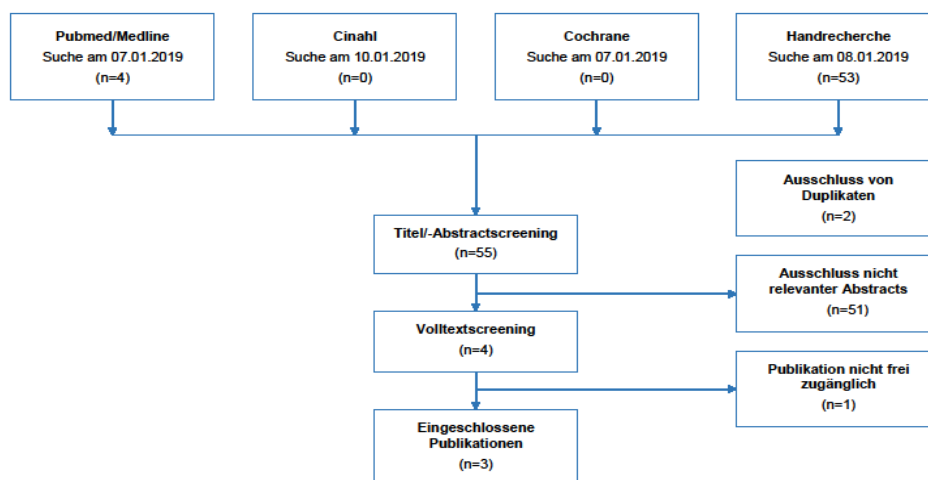 Pubmed/Medline
Suche am 07.01.2019
(n=4)
Cinahl
Suche am 10.01.2019
(n=0)
Cochrane
Suche am 07.01.2019
(n=0)
Handrecherche
Suche am 08.01.2019
(n=53)
Ausschluss von
Duplikaten
(n=2)
Titel/-Abstractscreening
(n=55)
Ausschluss nicht
relevanter Abstracts
(n=51)
Volltextscreening
(n=4)
Publikation nicht frei
zugänglich
(n=1)
Eingeschlossene
Publikationen
(n=3)